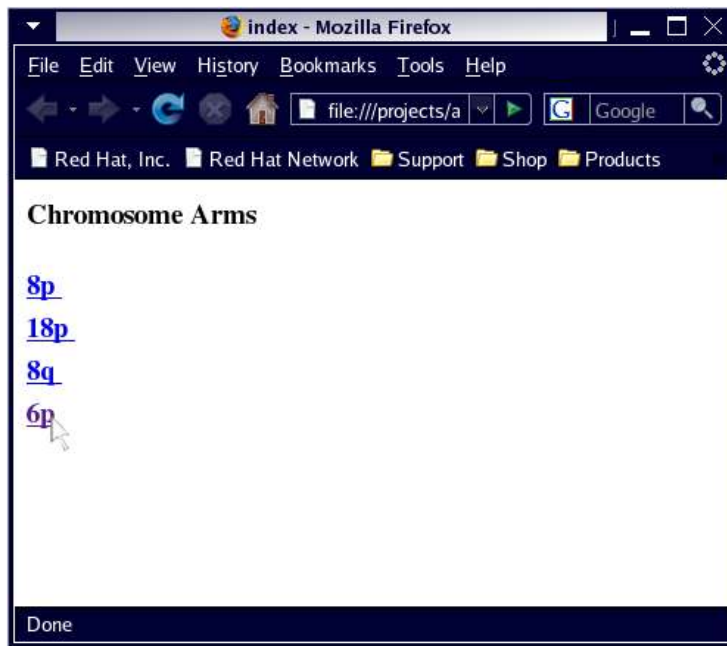 index - Mozilla Firefox
File Edit View History Bookmarks Tools Help
file:///projects/a G Google
Red Hat, Inc. Red Hat Network Support Shop Products
Chromosome Arms
8p
18p
8q
6p
Done